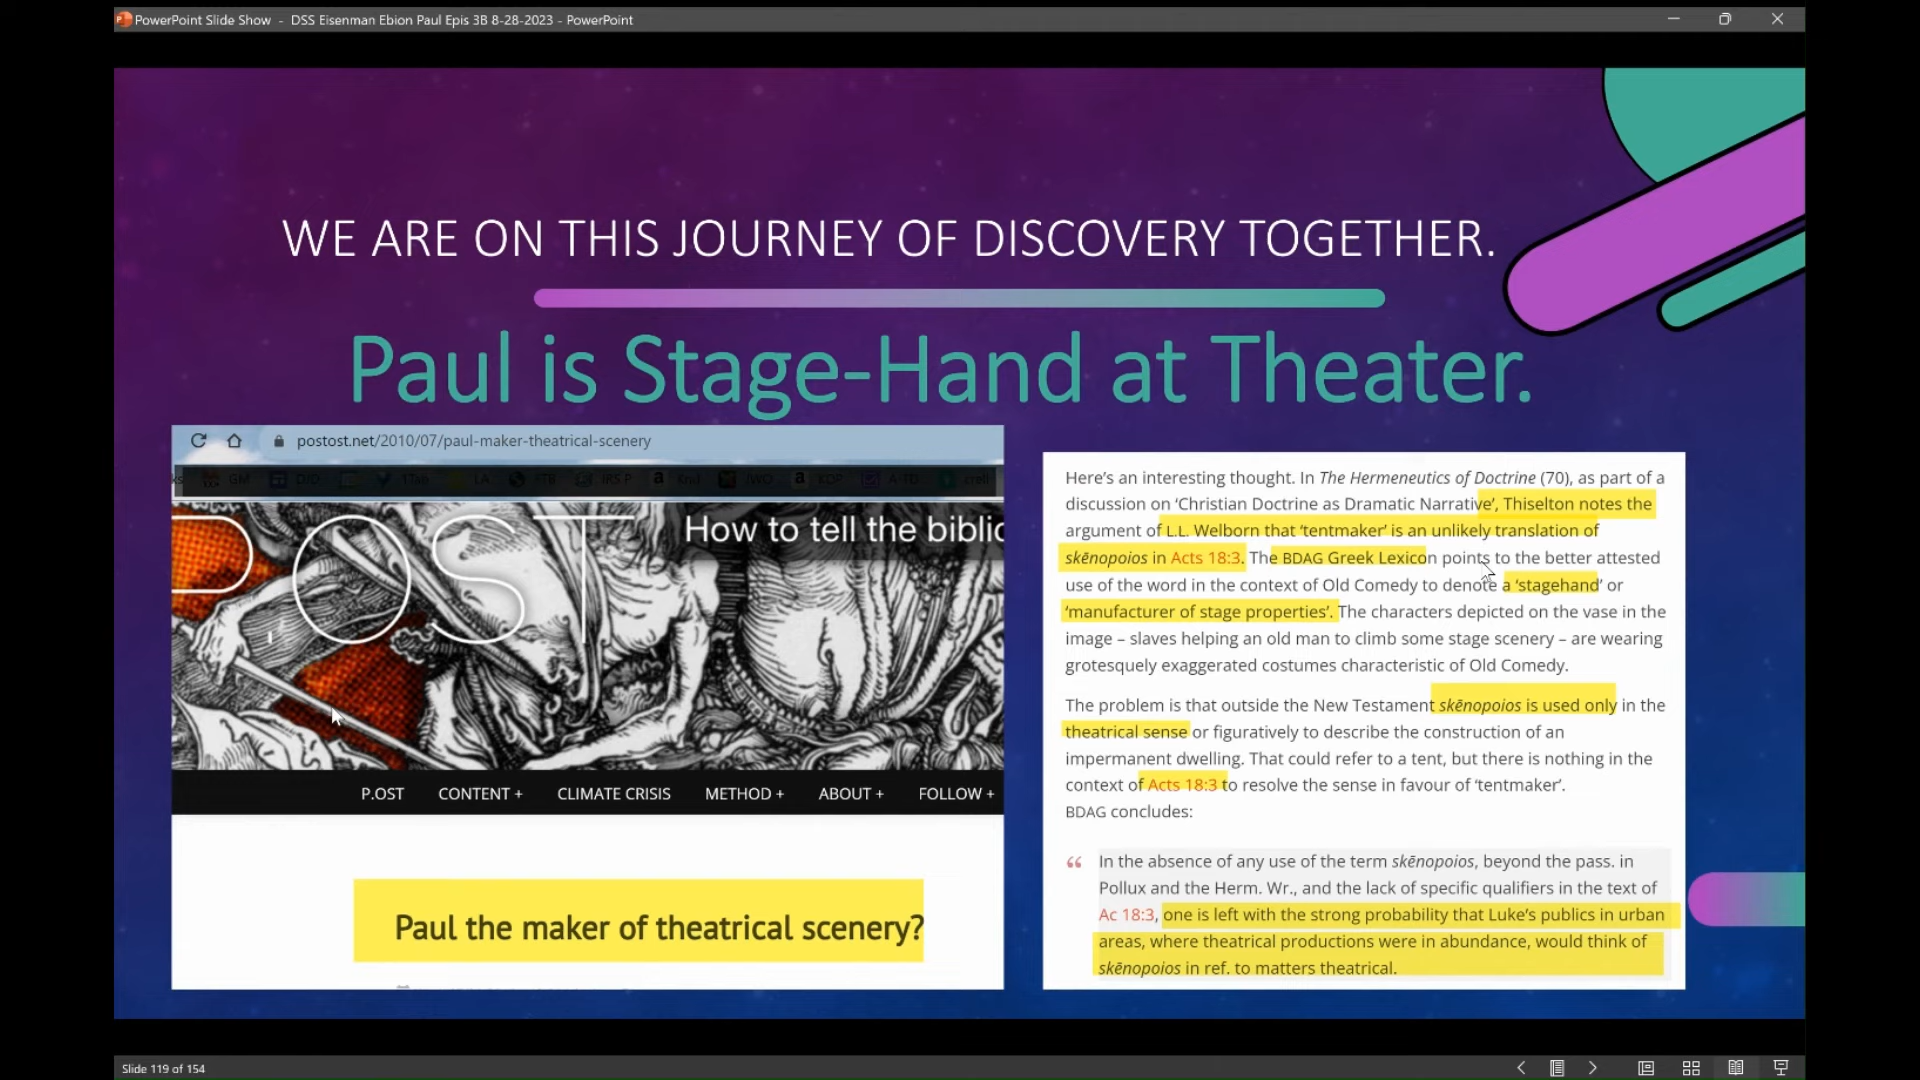 PowerPoint Slide Show - DSS Eisenman Ebion Paul Epis 3B 8-28-2023 - PowerPoint
WE ARE ON THIS JOURNEY OF DISCOVERY TOGETHER.
Paul is Stage-Hand at Theater.
postost.net/2010/07/paul-maker-theatrical-scenery
POST
How to tell the biblic
P.OST CONTENT + CLIMATE CRISIS METHOD + ABOUT + FOLLOW +
Paul the maker of theatrical scenery?
Here's an interesting thought. In The Hermeneutics of Doctrine (70), as part of a
discussion on 'Christian Doctrine as Dramatic Narrative', Thiselton notes the
argument of L.L. Welborn that 'tentmaker' is an unlikely translation of
skēnopoios in Acts 18:3. The BDAG Greek Lexicon points to the better attested
use of the word in the context of Old Comedy to denote a 'stagehand' or
'manufacturer of stage properties'. The characters depicted on the vase in the
image – slaves helping an old man to climb some stage scenery – are wearing
grotesquely exaggerated costumes characteristic of Old Comedy.
The problem is that outside the New Testament skēnopoios is used only in the
theatrical sense or figuratively to describe the construction of an
impermanent dwelling. That could refer to a tent, but there is nothing in the
context of Acts 18:3 to resolve the sense in favour of 'tentmaker'.
BDAG concludes:
“ In the absence of any use of the term skēnopoios, beyond the pass. in
Pollux and the Herm. Wr., and the lack of specific qualifiers in the text of
Ac 18:3, one is left with the strong probability that Luke's publics in urban
areas, where theatrical productions were in abundance, would think of
skēnopoios in ref. to matters theatrical.
Slide 119 of 154